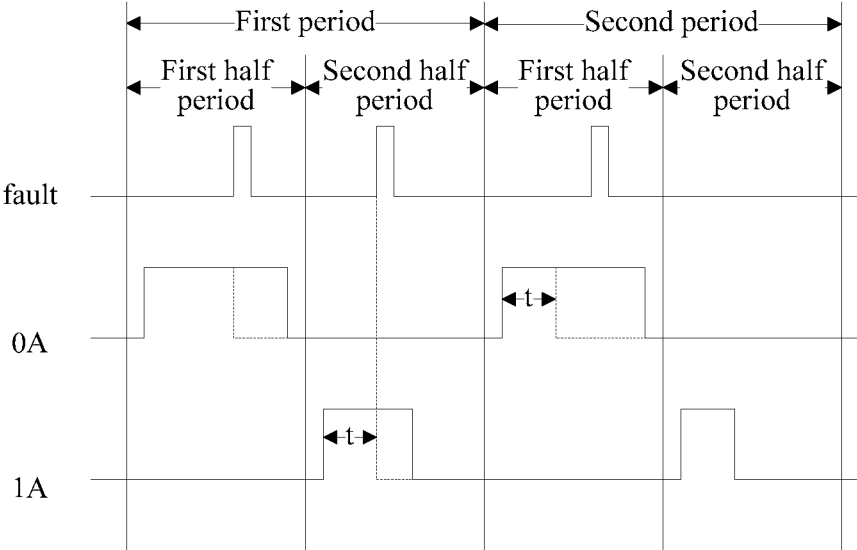 First period
Second period
First half
period
Second half
period
First half
period
Second half
period
fault
0A
t
1A
t